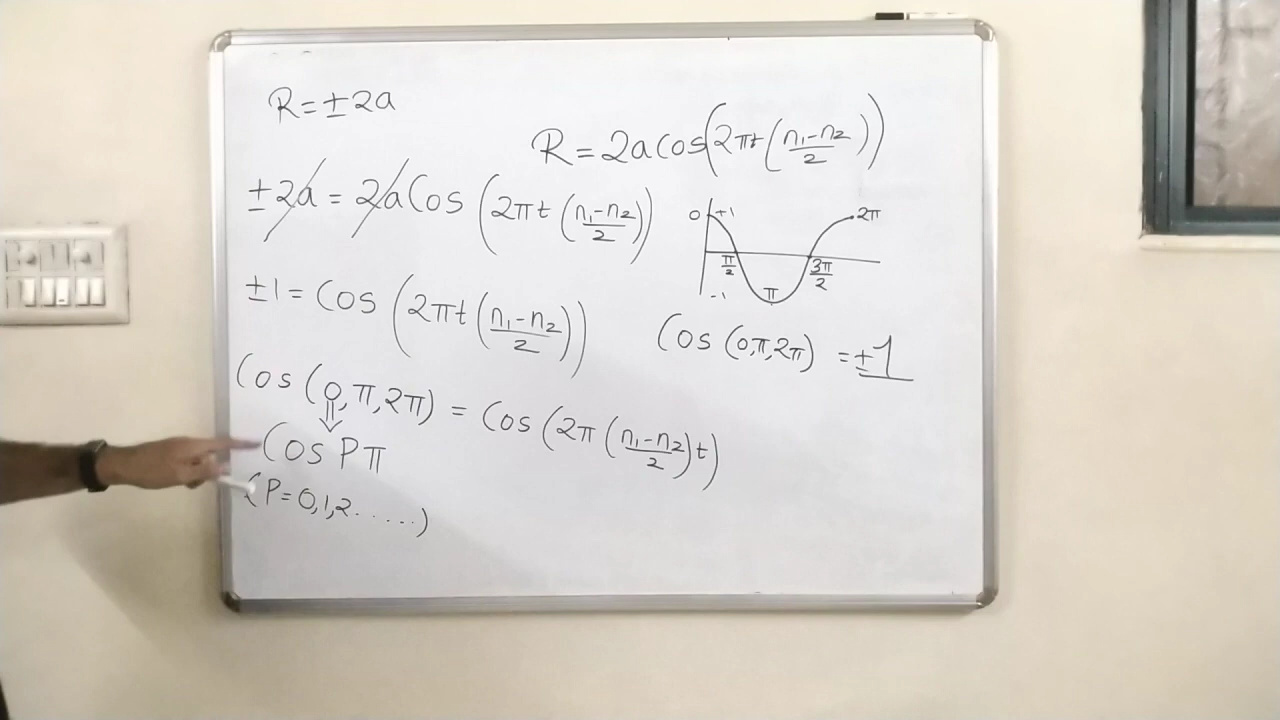 R = ±2a
R = 2a Cos(2πt((n₁-n₂)/2))
±2a = 2a Cos (2πt((n₁-n₂)/2))
0 +1 2π
π/2 3π/2
-1 π
±1 = Cos (2πt((n₁-n₂)/2))
Cos (0,π,2π) = ±1
Cos (0,π,2π) = Cos (2π((n₁-n₂)/2)t)
⇓
Cos Pπ
(P = 0,1,2.....)